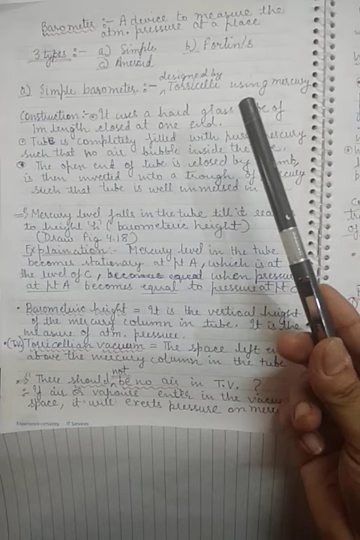 Barometer :- A device to measure the
atm. pressure at a place
3 types :- a) Simple b) Fortin's
c) Aneroid
a) Simple barometer :- designed by Torricelli using mercury
Construction :- It uses a hard glass tube of
1m length closed at one end.
Tube is completely filled with pure mercury
such that no air bubble inside the
The open end of tube is closed by
is then inverted into a trough of mercury
such that tube is well immersed in
Mercury level falls in the tube till it
to height 'h' (barometric height)
(Draw Fig 4.18)
Explaination :- Mercury level in the tube
becomes stationary at pt A, which is at
the level of C, becomes equal when pressure
at pt A becomes equal to pressure at pt C
• Barometric height = It is the vertical height
of the mercury column in tube. It is the
measure of atm. pressure.
Torricellian vacuum = The space left
above the mercury column in the tube
There should not be no air in T.V. ?
If air or vapours enter in the
space, it will exerts pressure on